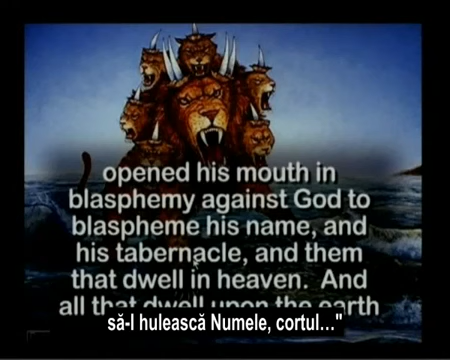 opened his mouth in
blasphemy against God to
blaspheme his name, and
his tabernacle, and them
that dwell in heaven. And
all that dwell upon the earth
să-I hulească Numele, cortul…"